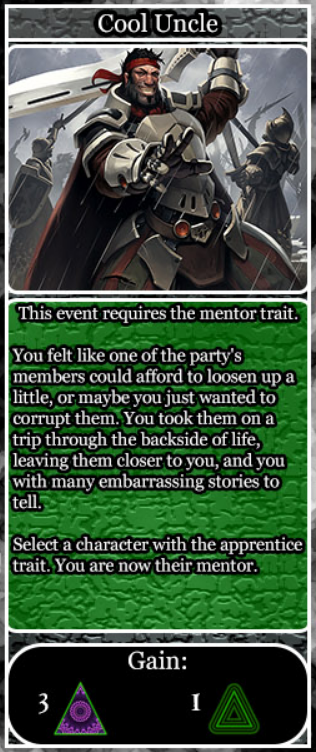 Cool Uncle
This event requires the mentor trait.
You felt like one of the party's
members could afford to loosen up a
little, or maybe you just wanted to
corrupt them. You took them on a
trip through the backside of life,
leaving them closer to you, and you
with many embarrassing stories to
tell.
Select a character with the apprentice
trait. You are now their mentor.
Gain:
3 1